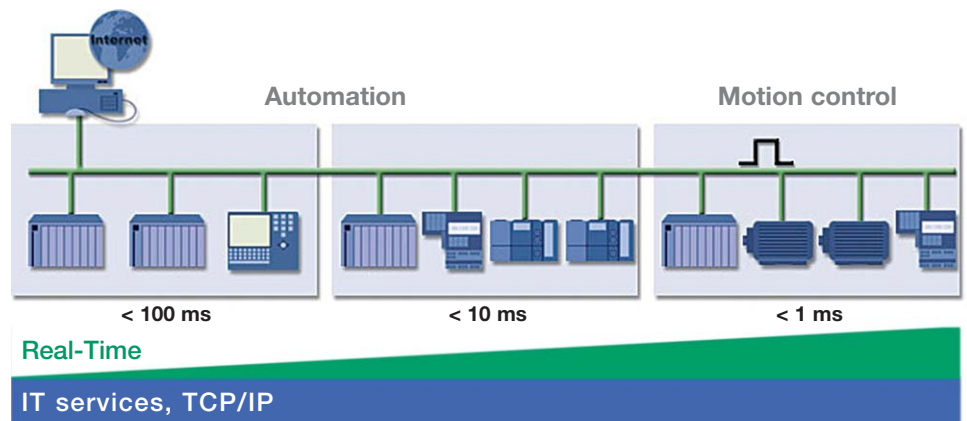 Internet
Automation
Motion control
< 100 ms
< 10 ms
< 1 ms
Real-Time
IT services, TCP/IP